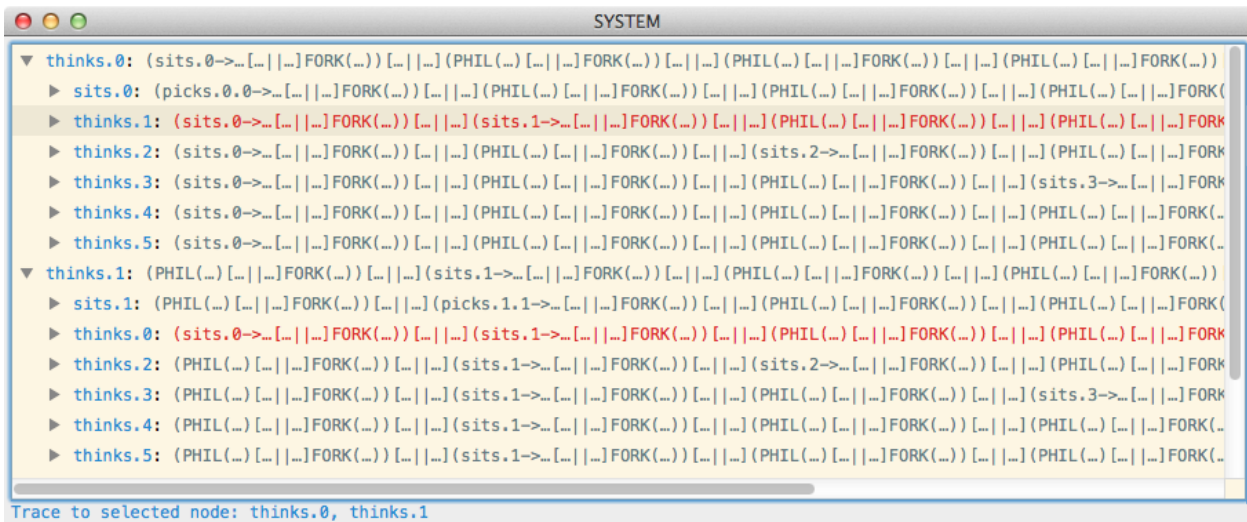 SYSTEM
thinks.0: (sits.0->…[…||…]FORK(…))[…||…](PHIL(…)[…||…]FORK(…))[…||…](PHIL(…)[…||…]FORK(…))[…||…](PHIL(…)[…||…]FORK(…))
sits.0: (picks.0.0->…[…||…]FORK(…))[…||…](PHIL(…)[…||…]FORK(…))[…||…](PHIL(…)[…||…]FORK(…))[…||…](PHIL(…)[…||…]FORK(
thinks.1: (sits.0->…[…||…]FORK(…))[…||…](sits.1->…[…||…]FORK(…))[…||…](PHIL(…)[…||…]FORK(…))[…||…](PHIL(…)[…||…]FORK
thinks.2: (sits.0->…[…||…]FORK(…))[…||…](PHIL(…)[…||…]FORK(…))[…||…](sits.2->…[…||…]FORK(…))[…||…](PHIL(…)[…||…]FORK
thinks.3: (sits.0->…[…||…]FORK(…))[…||…](PHIL(…)[…||…]FORK(…))[…||…](PHIL(…)[…||…]FORK(…))[…||…](sits.3->…[…||…]FORK
thinks.4: (sits.0->…[…||…]FORK(…))[…||…](PHIL(…)[…||…]FORK(…))[…||…](PHIL(…)[…||…]FORK(…))[…||…](PHIL(…)[…||…]FORK(…
thinks.5: (sits.0->…[…||…]FORK(…))[…||…](PHIL(…)[…||…]FORK(…))[…||…](PHIL(…)[…||…]FORK(…))[…||…](PHIL(…)[…||…]FORK(…
thinks.1: (PHIL(…)[…||…]FORK(…))[…||…](sits.1->…[…||…]FORK(…))[…||…](PHIL(…)[…||…]FORK(…))[…||…](PHIL(…)[…||…]FORK(…))
sits.1: (PHIL(…)[…||…]FORK(…))[…||…](picks.1.1->…[…||…]FORK(…))[…||…](PHIL(…)[…||…]FORK(…))[…||…](PHIL(…)[…||…]FORK(
thinks.0: (sits.0->…[…||…]FORK(…))[…||…](sits.1->…[…||…]FORK(…))[…||…](PHIL(…)[…||…]FORK(…))[…||…](PHIL(…)[…||…]FORK
thinks.2: (PHIL(…)[…||…]FORK(…))[…||…](sits.1->…[…||…]FORK(…))[…||…](sits.2->…[…||…]FORK(…))[…||…](PHIL(…)[…||…]FORK
thinks.3: (PHIL(…)[…||…]FORK(…))[…||…](sits.1->…[…||…]FORK(…))[…||…](PHIL(…)[…||…]FORK(…))[…||…](sits.3->…[…||…]FORK
thinks.4: (PHIL(…)[…||…]FORK(…))[…||…](sits.1->…[…||…]FORK(…))[…||…](PHIL(…)[…||…]FORK(…))[…||…](PHIL(…)[…||…]FORK(…
thinks.5: (PHIL(…)[…||…]FORK(…))[…||…](sits.1->…[…||…]FORK(…))[…||…](PHIL(…)[…||…]FORK(…))[…||…](PHIL(…)[…||…]FORK(…
Trace to selected node: thinks.0, thinks.1